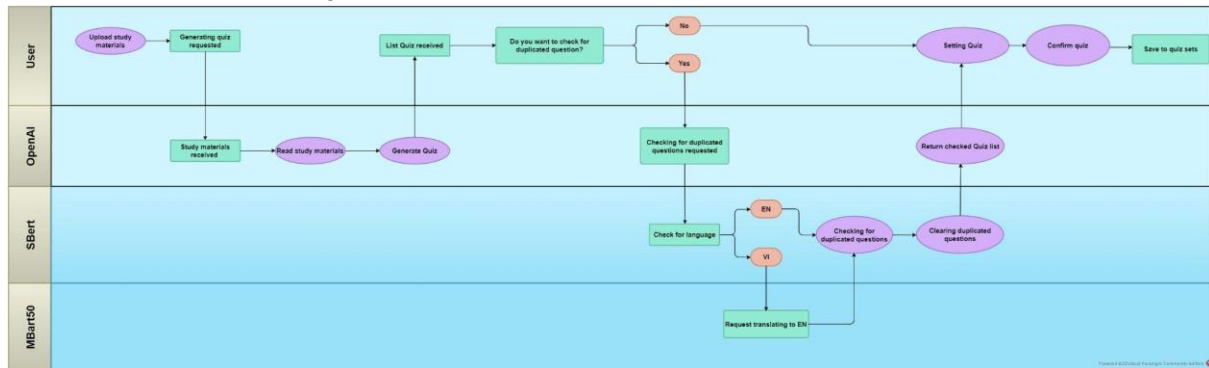 User
Upload study
materials
Generating quiz
requested
List Quiz received
Do you want to check for
duplicated question?
No
Yes
Setting Quiz
Confirm quiz
Save to quiz sets
OpenAI
Study materials
received
Read study materials
Generate Quiz
Checking for duplicated
questions requested
Return checked Quiz list
SBert
Check for language
EN
VI
Checking for
duplicated questions
Clearing duplicated
questions
MBart50
Request translating to EN